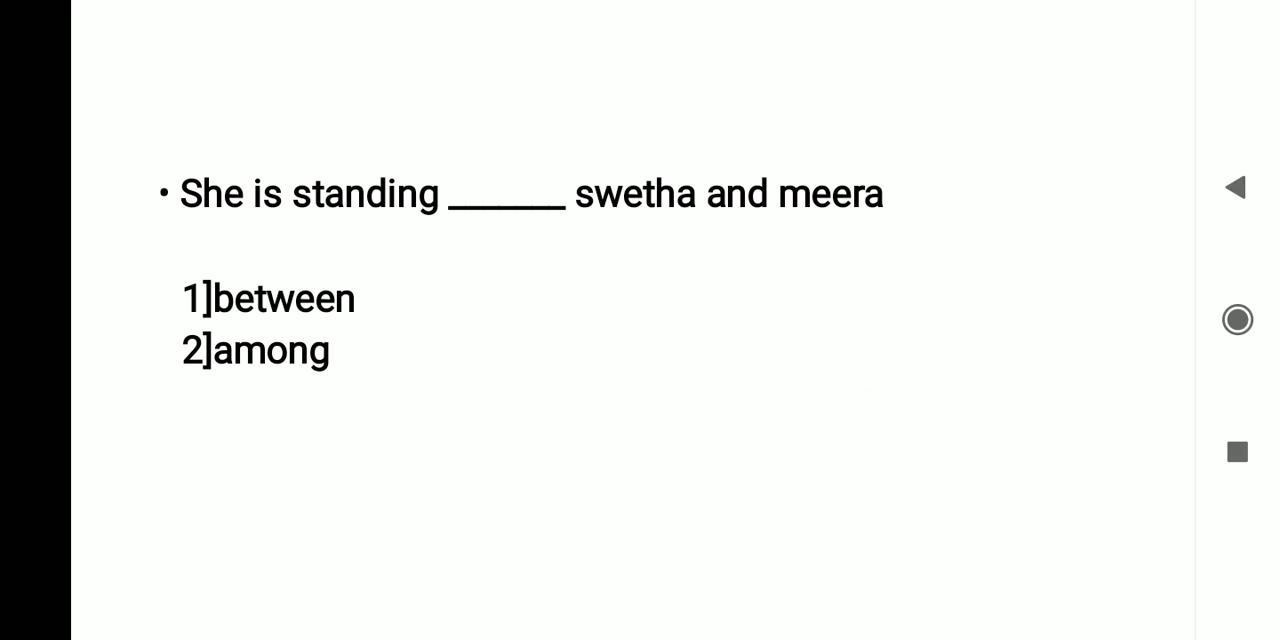 • She is standing ______ swetha and meera
1]between
2]among